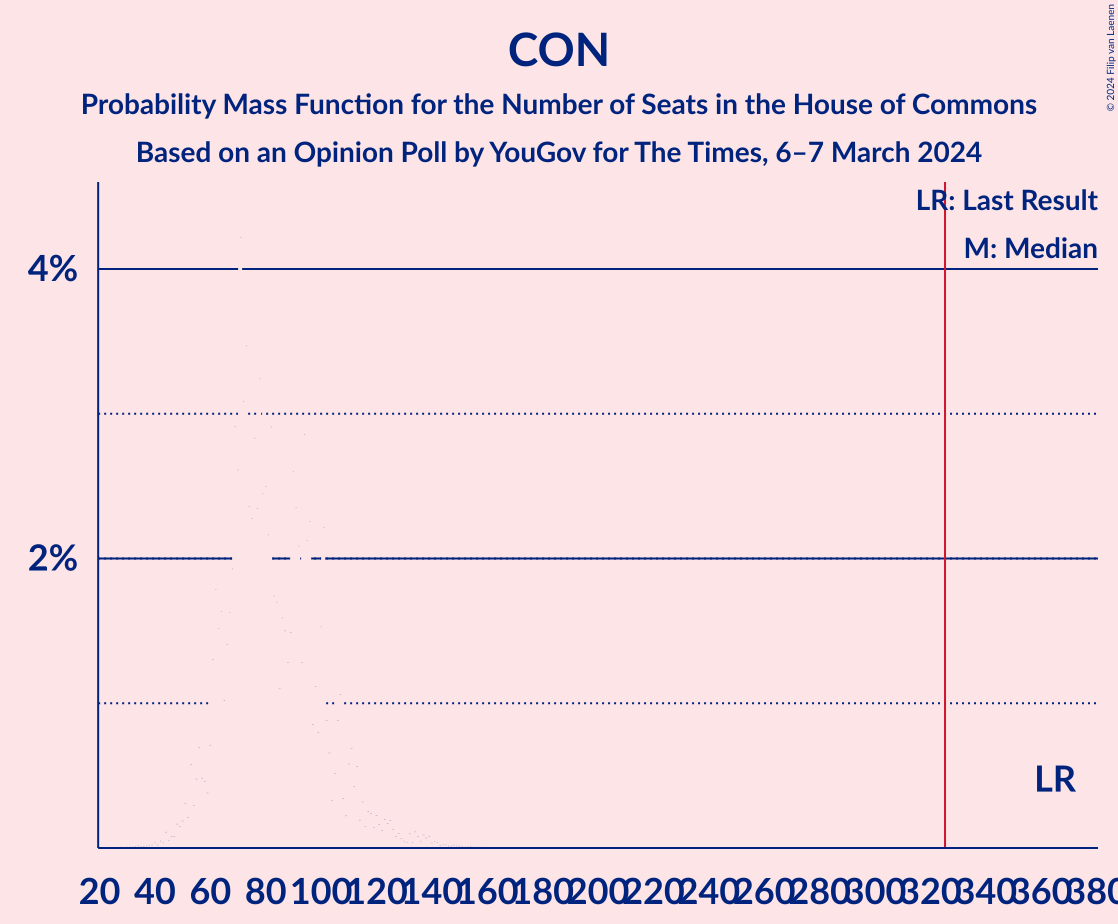 CON
Probability Mass Function for the Number of Seats in the House of Commons
Based on an Opinion Poll by YouGov for The Times, 6–7 March 2024
© 2024 Filip van Laenen
LR: Last Result
M: Median
4%
2%
LR
20 40 60 80 100 120 140 160 180 200 220 240 260 280 300 320 340 360 380